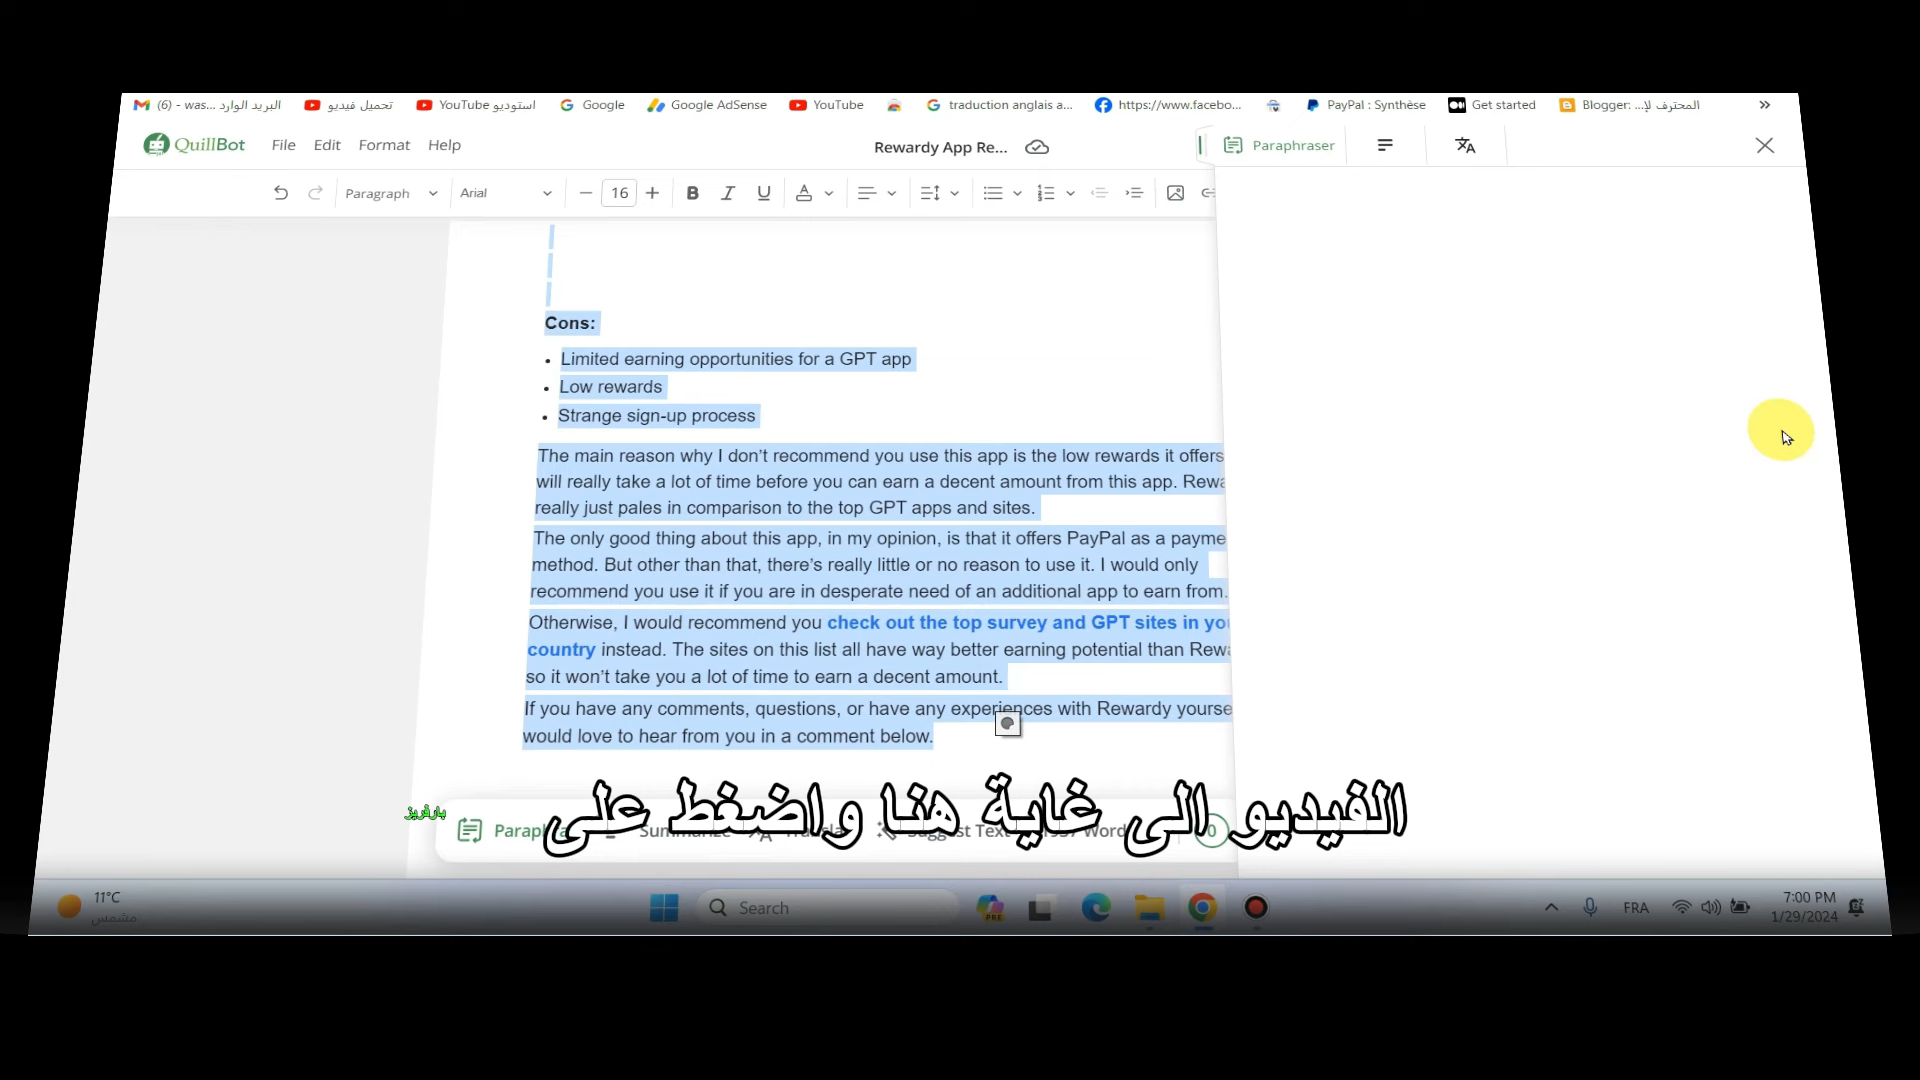 (6) - was... البريد الوارد
تحميل فيديو
YouTube استوديو
Google
Google AdSense
YouTube
traduction anglais a...
https://www.facebo...
PayPal : Synthèse
Get started
Blogger: ...المحترف لإ
QuillBot
File
Edit
Format
Help
Rewardy App Re...
Paraphraser
Paragraph
Arial
16
B
I
U
A
Cons:
• Limited earning opportunities for a GPT app
• Low rewards
• Strange sign-up process
The main reason why I don’t recommend you use this app is the low rewards it offers
will really take a lot of time before you can earn a decent amount from this app. Rewa
really just pales in comparison to the top GPT apps and sites.
The only good thing about this app, in my opinion, is that it offers PayPal as a payme
method. But other than that, there’s really little or no reason to use it. I would only
recommend you use it if you are in desperate need of an additional app to earn from.
Otherwise, I would recommend you check out the top survey and GPT sites in you
country instead. The sites on this list all have way better earning potential than Rewa
so it won’t take you a lot of time to earn a decent amount.
If you have any comments, questions, or have any experiences with Rewardy yourse
would love to hear from you in a comment below.
الفيديو الى غاية هنا واضغط على
بارفريز
11°C
مشمس
Search
PRE
FRA
7:00 PM
1/29/2024